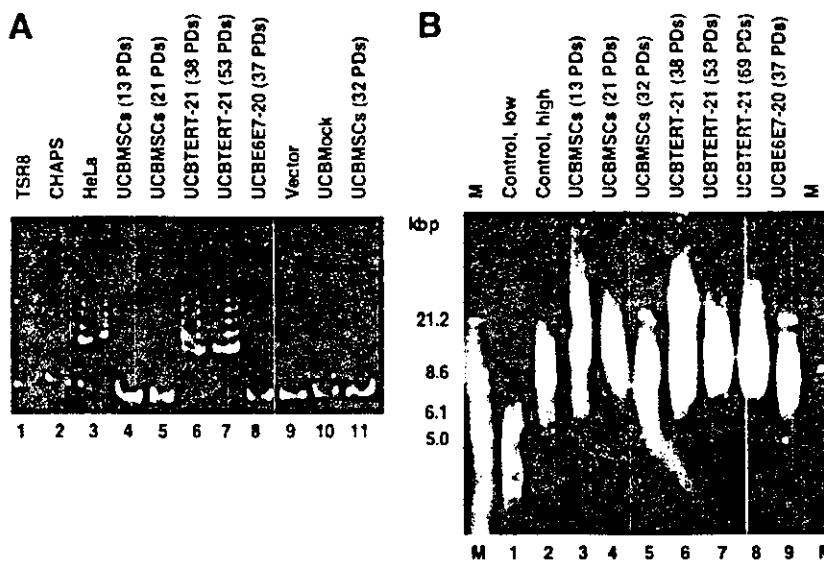 A
TSR8
CHAPS
HeLa
UCBMSCs (13 PDs)
UCBMSCs (21 PDs)
UCBTERT-21 (38 PDs)
UCBTERT-21 (53 PDs)
UCBE6E7-20 (37 PDs)
Vector
UCBMock
UCBMSCs (32 PDs)
1 2 3 4 5 6 7 8 9 10 11
B
M
Control, low
Control, high
UCBMSCs (13 PDs)
UCBMSCs (21 PDs)
UCBMSCs (32 PDs)
UCBTERT-21 (38 PDs)
UCBTERT-21 (53 PDs)
UCBTERT-21 (69 PDs)
UCBE6E7-20 (37 PDs)
M
kbp
21.2
8.6
6.1
5.0
M 1 2 3 4 5 6 7 8 9